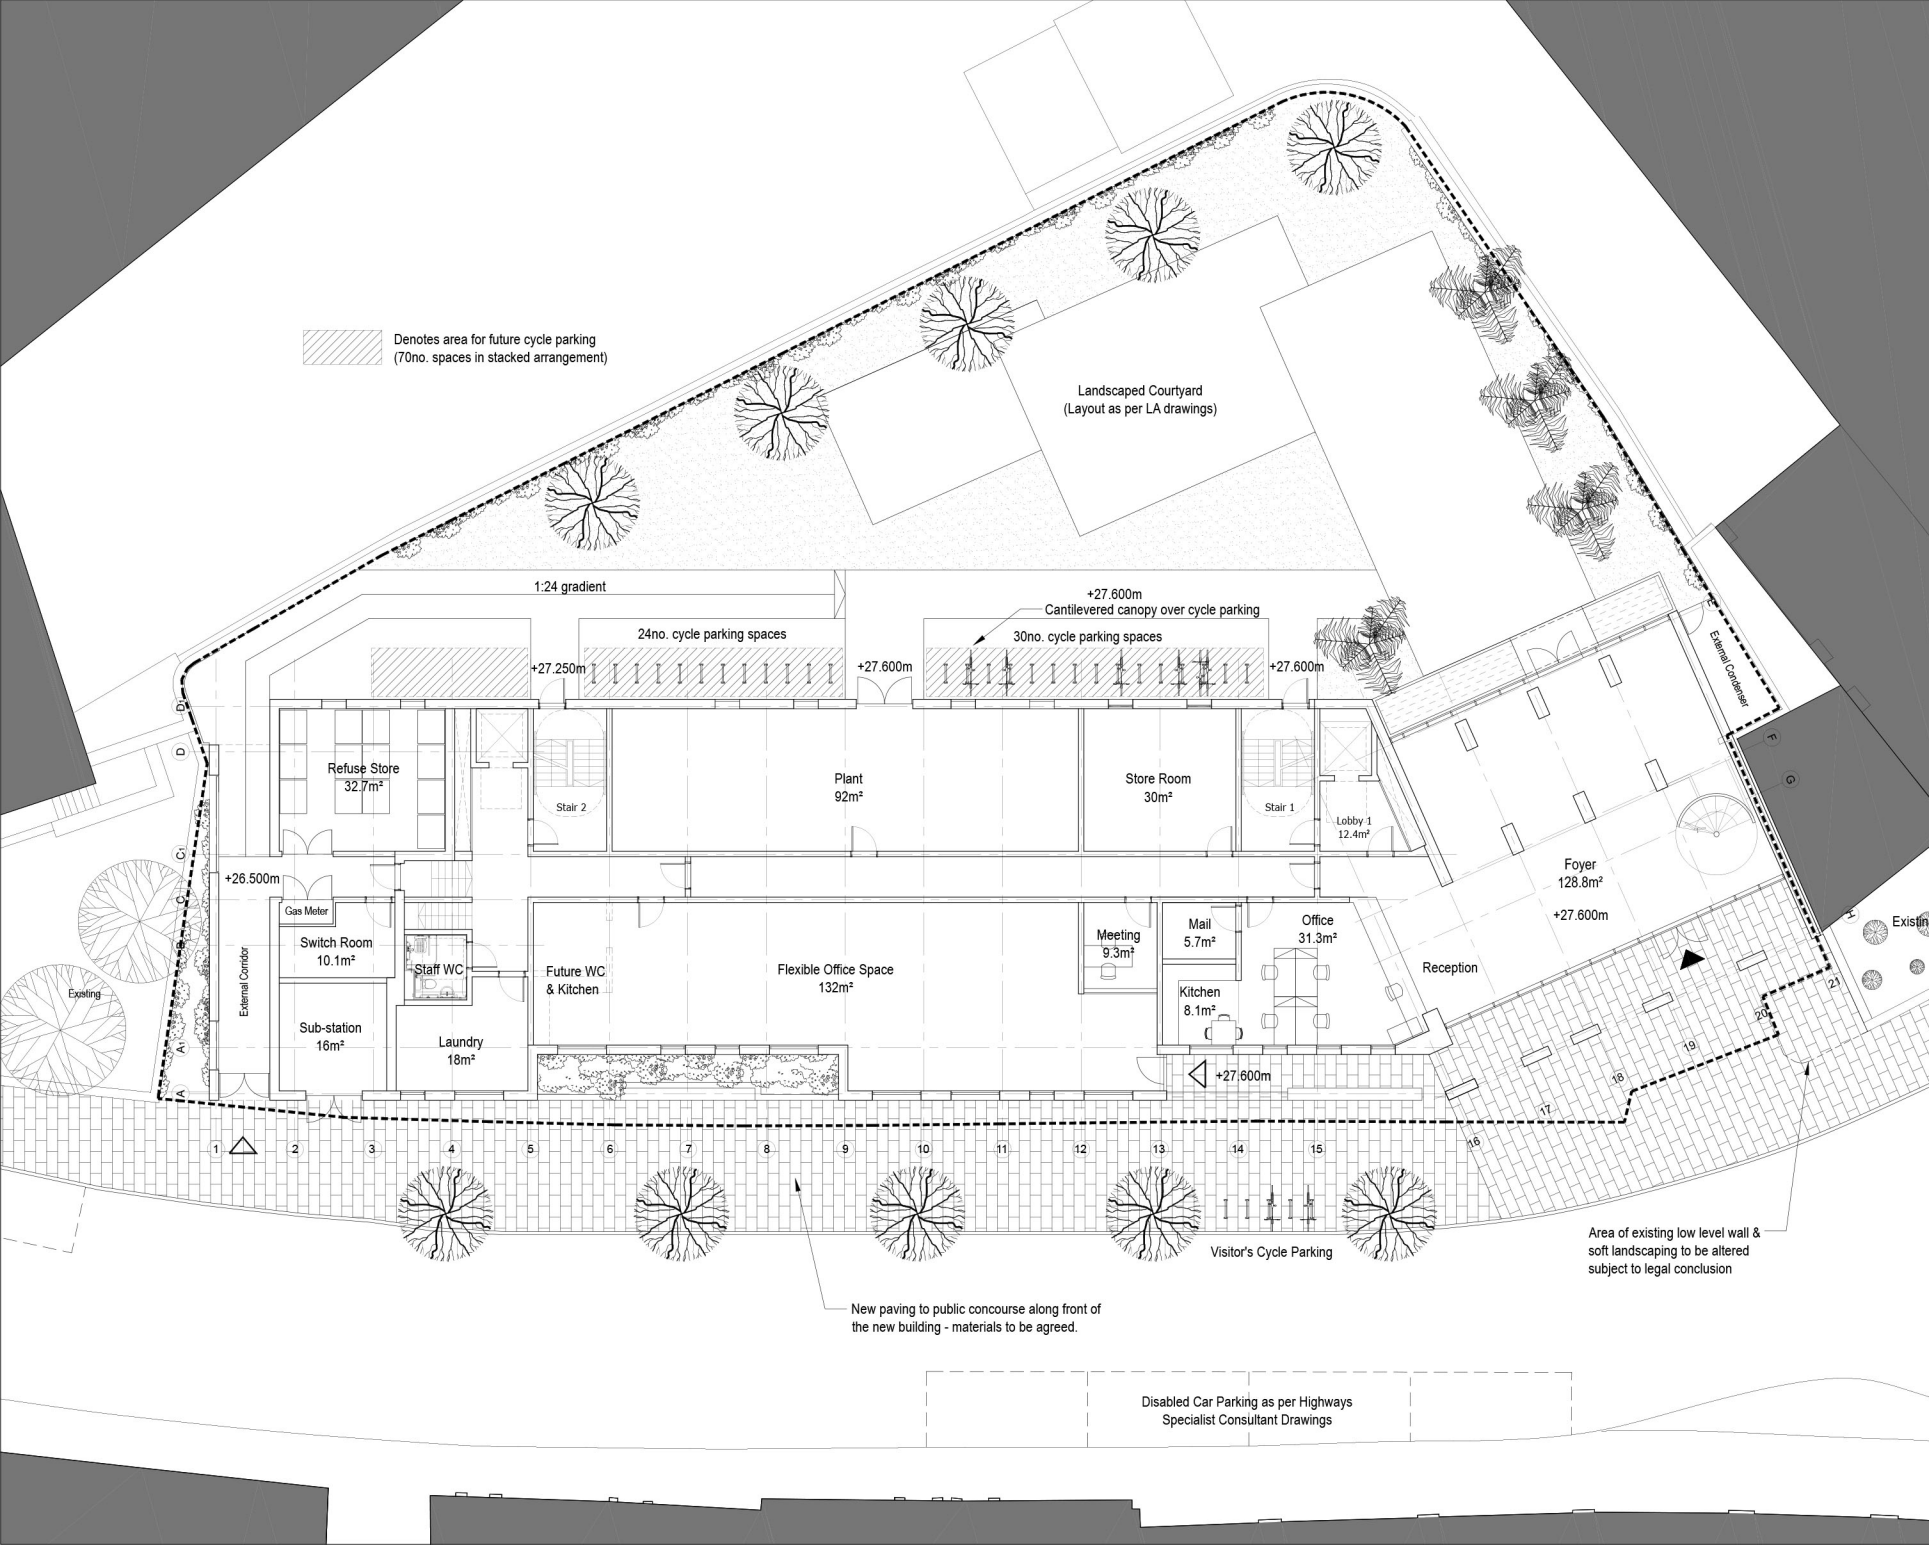 Denotes area for future cycle parking
(70no. spaces in stacked arrangement)
Landscaped Courtyard
(Layout as per LA drawings)
1:24 gradient
+27.600m
Cantilevered canopy over cycle parking
24no. cycle parking spaces
30no. cycle parking spaces
+27.250m
+27.600m
+27.600m
External Condenser
E
D1
D
C1
C
B
A1
A
F
G
H
Refuse Store
32.7m²
Stair 2
Plant
92m²
Store Room
30m²
Stair 1
Lobby 1
12.4m²
Foyer
128.8m²
+27.600m
+26.500m
Gas Meter
Switch Room
10.1m²
Staff WC
Future WC
& Kitchen
Flexible Office Space
132m²
Meeting
9.3m²
Mail
5.7m²
Office
31.3m²
Kitchen
8.1m²
Reception
Existing
Existin
External Corridor
Sub-station
16m²
Laundry
18m²
+27.600m
1
2
3
4
5
6
7
8
9
10
11
12
13
14
15
16
17
18
19
20
21
Visitor's Cycle Parking
Area of existing low level wall &
soft landscaping to be altered
subject to legal conclusion
New paving to public concourse along front of
the new building - materials to be agreed.
Disabled Car Parking as per Highways
Specialist Consultant Drawings